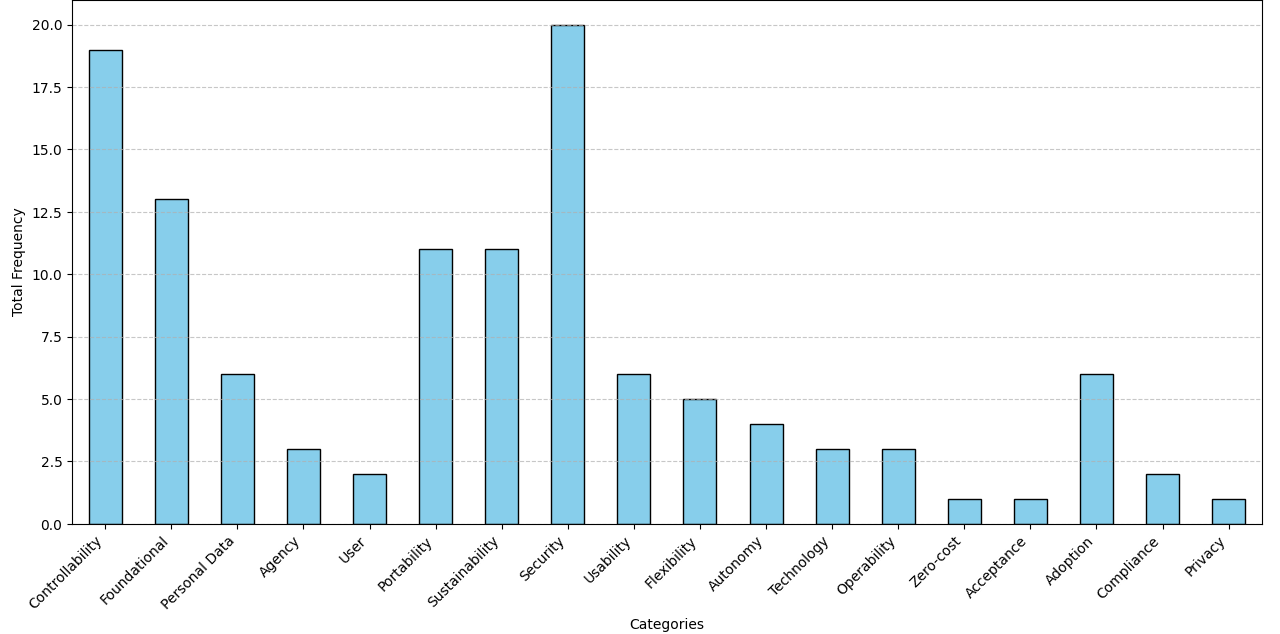 20.0
17.5
15.0
12.5
10.0
7.5
5.0
2.5
0.0
Total Frequency
Controllability
Foundational
Personal Data
Agency
User
Portability
Sustainability
Security
Usability
Flexibility
Autonomy
Technology
Operability
Zero-cost
Acceptance
Adoption
Compliance
Privacy
Categories